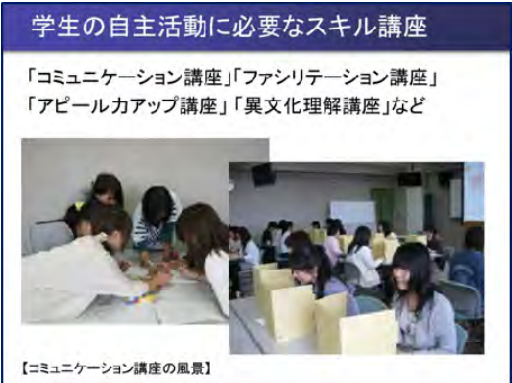 学生の自主活動に必要なスキル講座
「コミュニケーション講座」「ファシリテーション講座」
「アピール力アップ講座」「異文化理解講座」など
【コミュニケーション講座の風景】